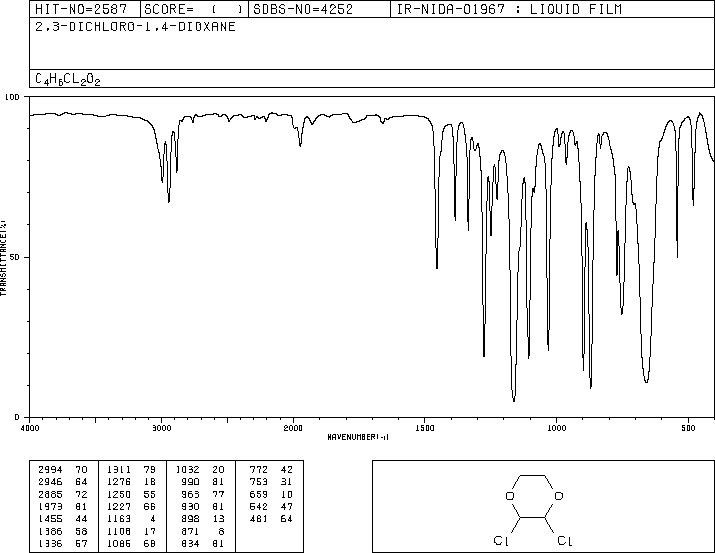 HIT-NO=2587 SCORE= ( ) SDBS-NO=4252 IR-NIDA-01967 : LIQUID FILM
2,3-DICHLORO-1,4-DIOXANE
C4H6CL2O2
100
50
0
TRANSMITTANCE(%)
4000 3000 2000 1500 1000 500
WAVENUMBER(-1)
2994 70 1311 79 1032 20 772 42
2946 64 1276 18 990 81 753 31
2885 72 1250 55 963 77 659 10
1973 81 1227 66 930 81 542 47
1455 44 1163 4 898 13 481 64
1386 58 1108 17 871 8
1336 57 1086 68 834 81
O O
Cl Cl